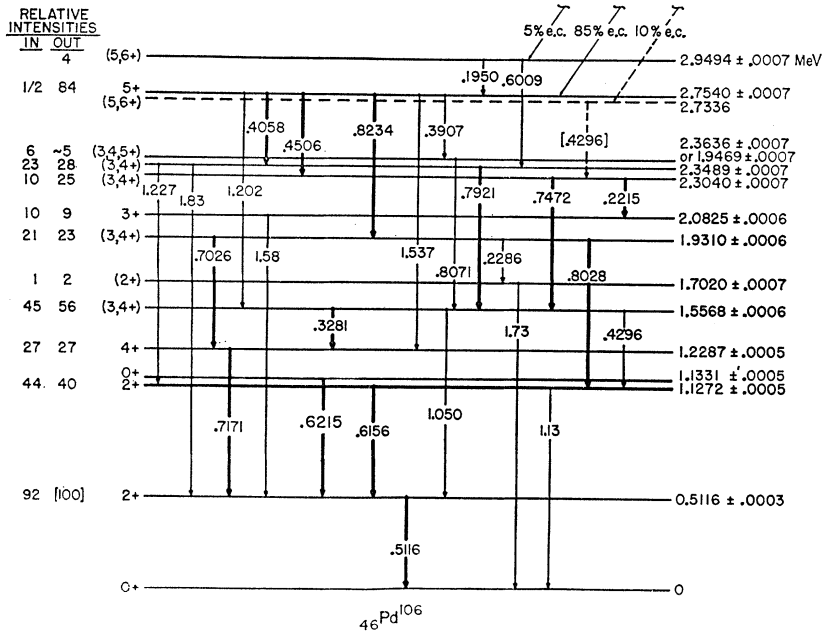 RELATIVE
INTENSITIES
IN OUT
5% e.c. 85% e.c. 10% e.c.
4 (5,6+) 2.9494 ± .0007 MeV
.1950 .6009
1/2 84 5+ 2.7540 ± .0007
(5,6+) 2.7336
.4058 .4506 .8234 .3907 [.4296]
2.3636 ± .0007
6 ~5 (3,4,5+) or 1.9469 ± .0007
23 28 (3,4+) 2.3489 ± .0007
10 25 (3,4+) 2.3040 ± .0007
1.227 1.83 1.202 .7921 .7472 .2215
10 9 3+ 2.0825 ± .0006
21 23 (3,4+) 1.9310 ± .0006
.7026 1.58 1.537 .8071 .2286 .8028
1 2 (2+) 1.7020 ± .0007
45 56 (3,4+) 1.5568 ± .0006
.3281 1.73 .4296
27 27 4+ 1.2287 ± .0005
0+ 1.1331 ± .0005
44. 40 2+ 1.1272 ± .0005
.7171 .6215 .6156 1.050 1.13
92 [100] 2+ 0.5116 ± .0003
.5116
0+ 0
46Pd106